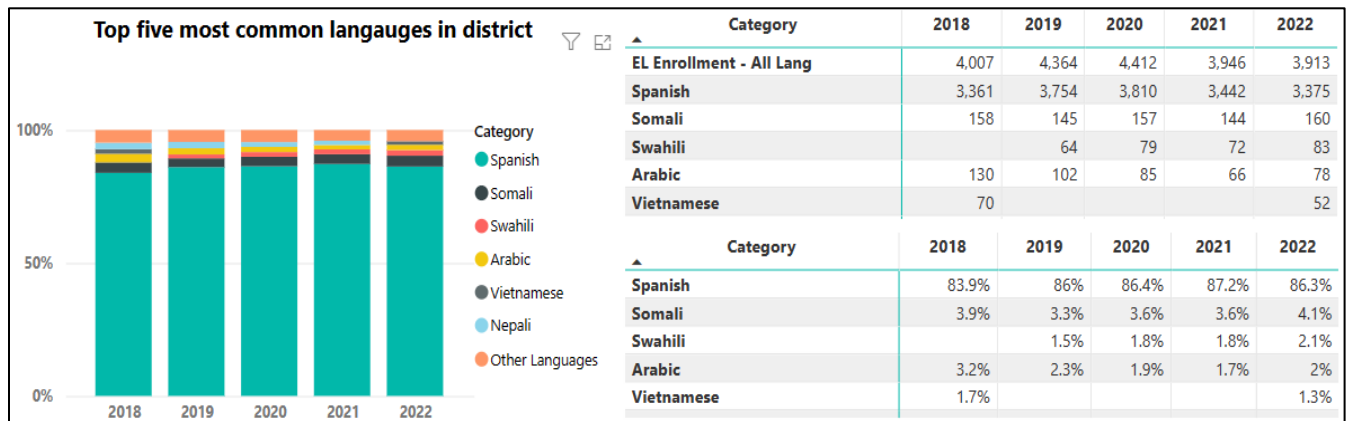 Top five most common langauges in district
100%
50%
0%
2018 2019 2020 2021 2022
Category
Spanish
Somali
Swahili
Arabic
Vietnamese
Nepali
Other Languages
Category 2018 2019 2020 2021 2022
EL Enrollment - All Lang 4,007 4,364 4,412 3,946 3,913
Spanish 3,361 3,754 3,810 3,442 3,375
Somali 158 145 157 144 160
Swahili 64 79 72 83
Arabic 130 102 85 66 78
Vietnamese 70 52
Category 2018 2019 2020 2021 2022
Spanish 83.9% 86% 86.4% 87.2% 86.3%
Somali 3.9% 3.3% 3.6% 3.6% 4.1%
Swahili 1.5% 1.8% 1.8% 2.1%
Arabic 3.2% 2.3% 1.9% 1.7% 2%
Vietnamese 1.7% 1.3%